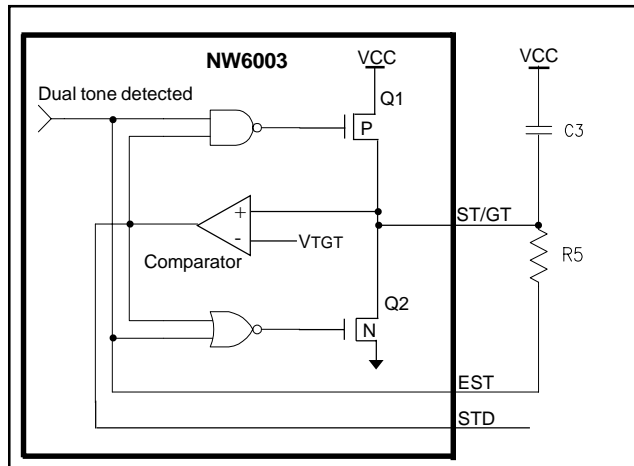 NW6003
VCC
VCC
Dual tone detected
Q1
P
C3
ST/GT
+
-
VTGT
Comparator
R5
Q2
N
EST
STD